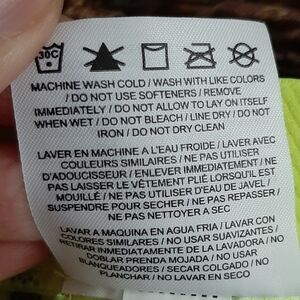 30C
MACHINE WASH COLD / WASH WITH LIKE COLORS
/ DO NOT USE SOFTENERS / REMOVE
IMMEDIATELY / DO NOT ALLOW TO LAY ON ITSELF
WHEN WET / DO NOT BLEACH / LINE DRY / DO NOT
IRON / DO NOT DRY CLEAN
LAVER EN MACHINE A L'EAU FROIDE / LAVER AVEC
COULEURS SIMILAIRES / NE PAS UTILISER
D'ADOUCISSEUR / ENLEVER IMMEDIATEMENT / NE
PAS LAISSER LE VÊTEMENT PLIÉ LORSQU'IL EST
MOUILLÉ / NE PAS UTILISER D'EAU DE JAVEL /
SUSPENDRE POUR SECHER / NE PAS REPASSER /
NE PAS NETTOYER A SEC
LAVAR A MAQUINA EN AGUA FRIA / LAVAR CON
COLORES SIMILARES / NO USAR SUAVIZANTES /
RETIRAR INMEDIATAMENTE DE LA LAVADORA / NO
DOBLAR PRENDA MOJADA / NO USAR
BLANQUEADORES / SECAR COLGADO / NO
PLANCHAR / NO LAVAR EN SECO